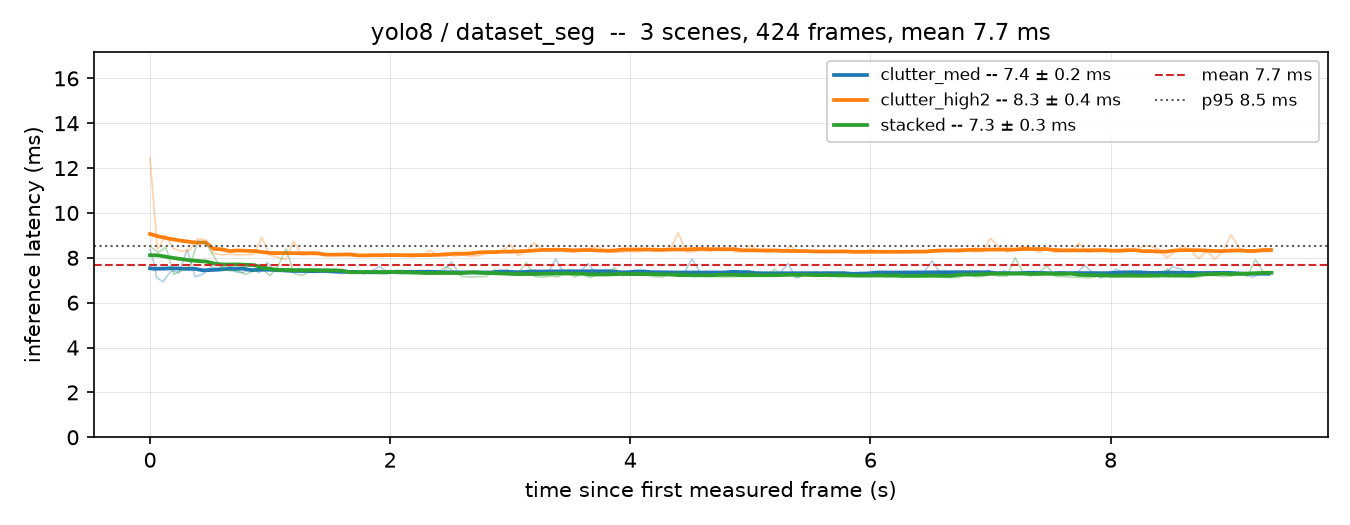 yolo8 / dataset_seg  --  3 scenes, 424 frames, mean 7.7 ms
inference latency (ms)
16
14
12
10
8
6
4
2
0
clutter_med -- 7.4 ± 0.2 ms
clutter_high2 -- 8.3 ± 0.4 ms
stacked -- 7.3 ± 0.3 ms
mean 7.7 ms
p95 8.5 ms
0 2 4 6 8
time since first measured frame (s)